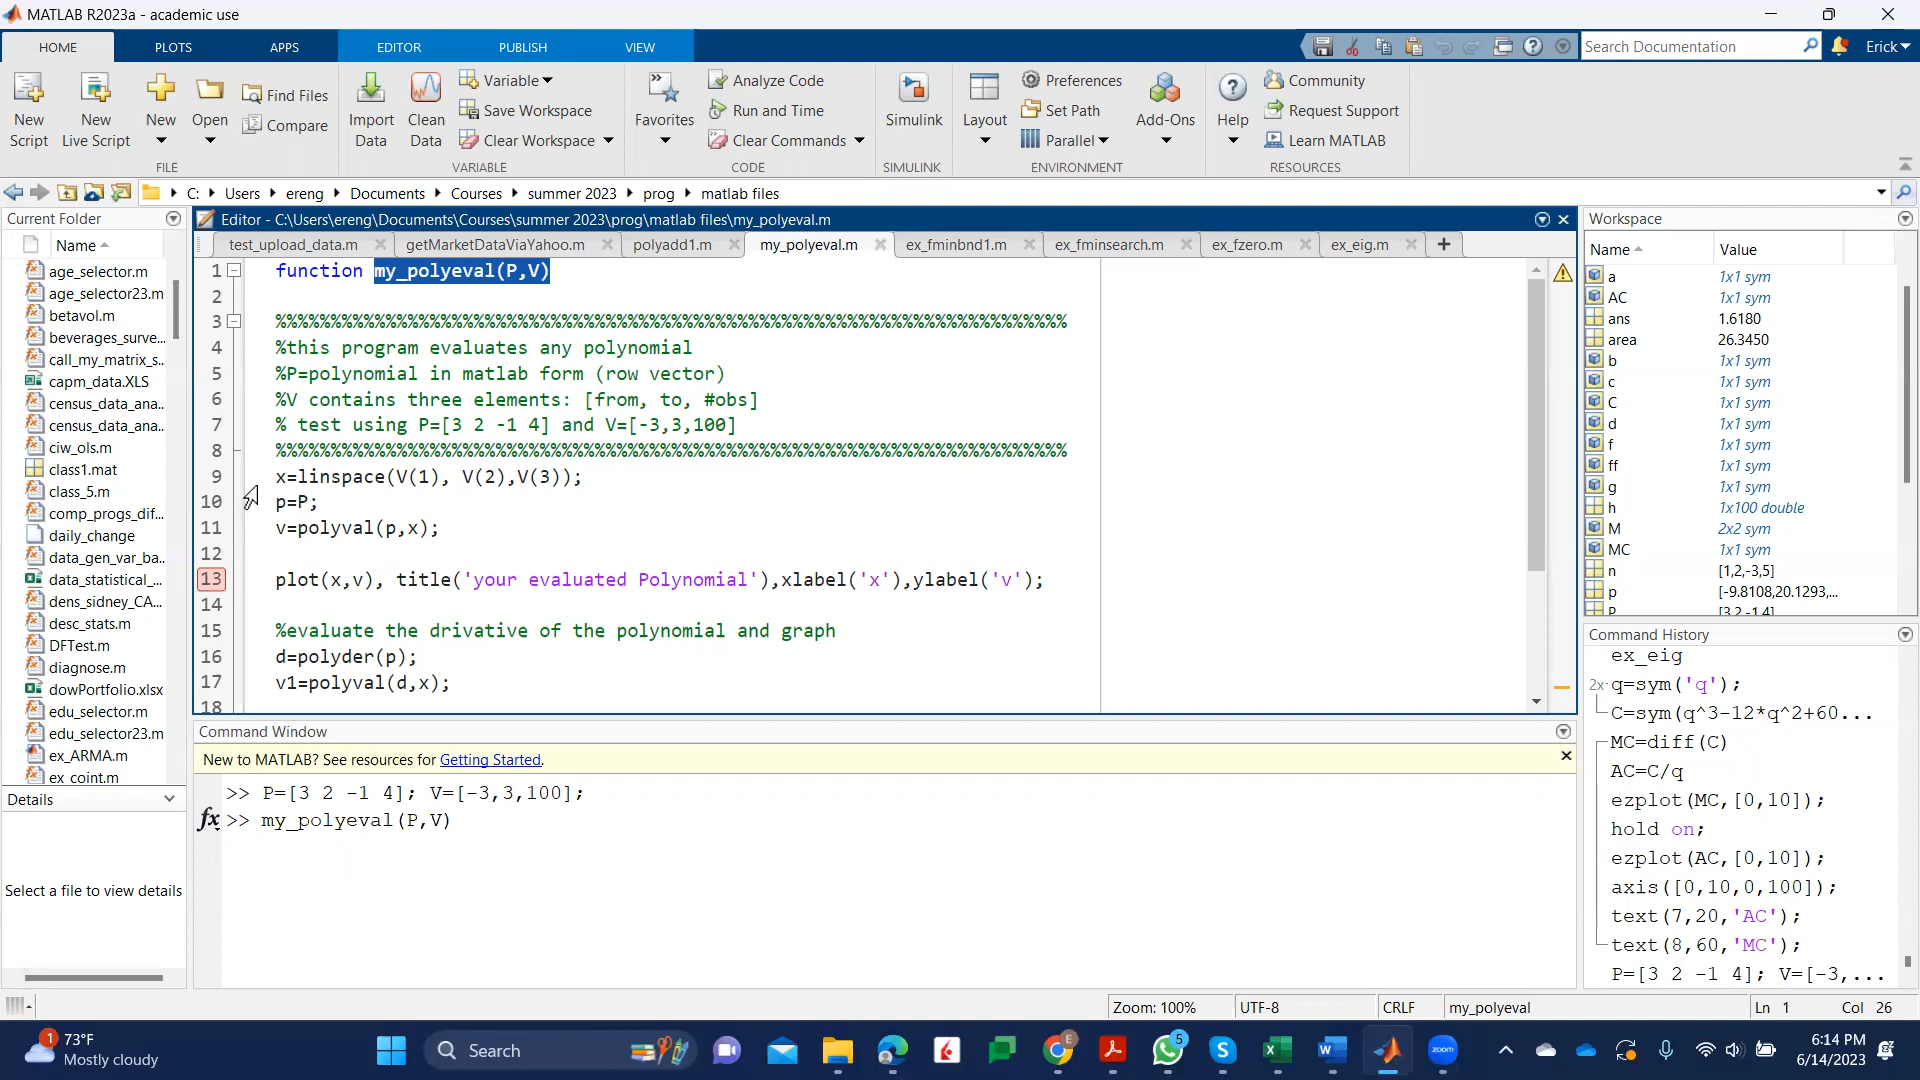 MATLAB R2023a - academic use
HOME PLOTS APPS EDITOR PUBLISH VIEW
Search Documentation
Erick
New Script
New Live Script
New
Open
Find Files
Compare
FILE
Import Data
Clean Data
Variable
Save Workspace
Clear Workspace
VARIABLE
Favorites
Analyze Code
Run and Time
Clear Commands
CODE
Simulink
SIMULINK
Layout
Preferences
Set Path
Parallel
Add-Ons
ENVIRONMENT
Help
Community
Request Support
Learn MATLAB
RESOURCES
C: Users ereng Documents Courses summer 2023 prog matlab files
Current Folder
Name
age_selector.m
age_selector23.m
betavol.m
beverages_surve...
call_my_matrix_s...
capm_data.XLS
census_data_ana...
census_data_ana...
ciw_ols.m
class1.mat
class_5.m
comp_progs_dif...
daily_change
data_gen_var_ba...
data_statistical_...
dens_sidney_CA...
desc_stats.m
DFTest.m
diagnose.m
dowPortfolio.xlsx
edu_selector.m
edu_selector23.m
ex_ARMA.m
ex_coint.m
Details
Select a file to view details
Editor - C:\Users\ereng\Documents\Courses\summer 2023\prog\matlab files\my_polyeval.m
test_upload_data.m getMarketDataViaYahoo.m polyadd1.m my_polyeval.m ex_fminbnd1.m ex_fminsearch.m ex_fzero.m ex_eig.m
1 function my_polyeval(P,V)
2
3 %%%%%%%%%%%%%%%%%%%%%%%%%%%%%%%%%%%%%%%%%%%%%%%%%%%%%%%%%%%%%%%%%%%%%%%%%%
4 %this program evaluates any polynomial
5 %P=polynomial in matlab form (row vector)
6 %V contains three elements: [from, to, #obs]
7 % test using P=[3 2 -1 4] and V=[-3,3,100]
8 %%%%%%%%%%%%%%%%%%%%%%%%%%%%%%%%%%%%%%%%%%%%%%%%%%%%%%%%%%%%%%%%%%%%%%%%%%
9 x=linspace(V(1), V(2),V(3));
10 p=P;
11 v=polyval(p,x);
12
13 plot(x,v), title('your evaluated Polynomial'),xlabel('x'),ylabel('v');
14
15 %evaluate the drivative of the polynomial and graph
16 d=polyder(p);
17 v1=polyval(d,x);
18
Command Window
New to MATLAB? See resources for Getting Started.
>> P=[3 2 -1 4]; V=[-3,3,100];
fx >> my_polyeval(P,V)
Workspace
Name Value
a 1x1 sym
AC 1x1 sym
ans 1.6180
area 26.3450
b 1x1 sym
c 1x1 sym
C 1x1 sym
d 1x1 sym
f 1x1 sym
ff 1x1 sym
g 1x1 sym
h 1x100 double
M 2x2 sym
MC 1x1 sym
n [1,2,-3,5]
p [-9.8108,20.1293,...
P [3,2,-1,4]
Command History
ex_eig
2x q=sym('q');
C=sym(q^3-12*q^2+60...
MC=diff(C)
AC=C/q
ezplot(MC,[0,10]);
hold on;
ezplot(AC,[0,10]);
axis([0,10,0,100]);
text(7,20,'AC');
text(8,60,'MC');
P=[3 2 -1 4]; V=[-3,...
Zoom: 100% UTF-8 CRLF my_polyeval Ln 1 Col 26
1 73°F
Mostly cloudy
Search
E
5
zoom
6:14 PM
6/14/2023